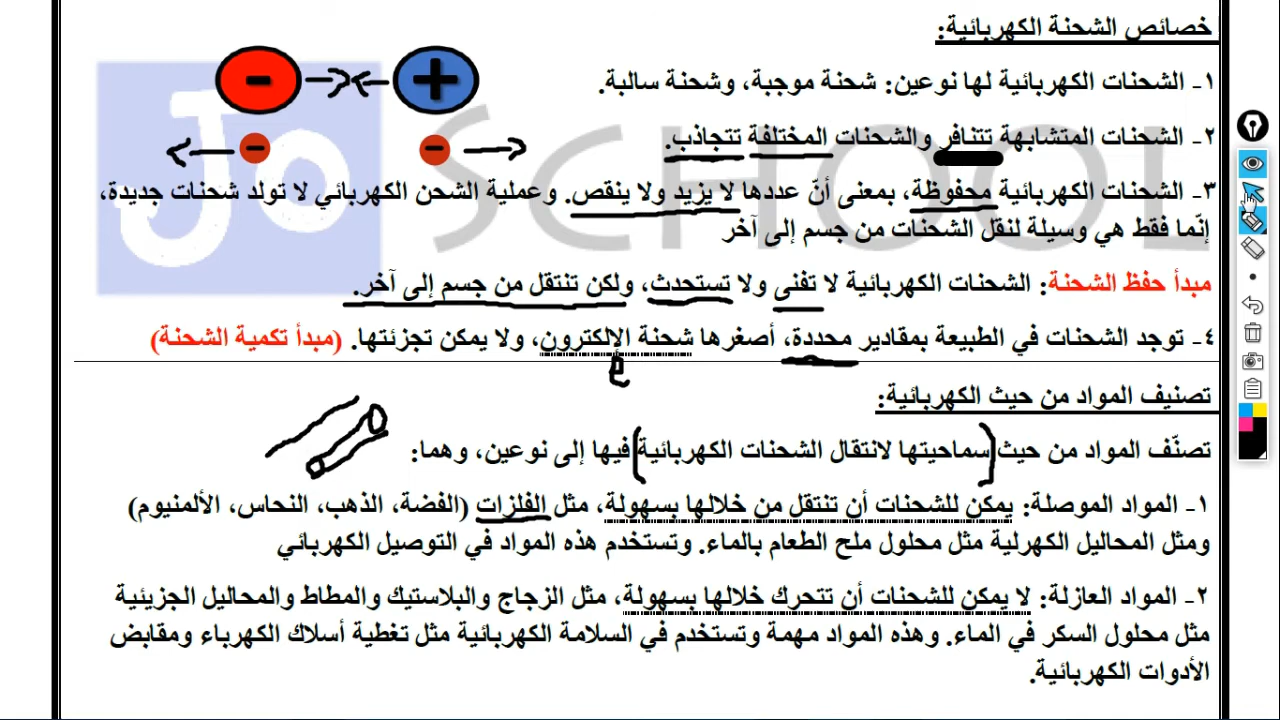 خصائص الشحنة الكهربائية:
١- الشحنات الكهربائية لها نوعين: شحنة موجبة، وشحنة سالبة.
- +
٢- الشحنات المتشابهة تتنافر والشحنات المختلفة تتجاذب.
- -
٣- الشحنات الكهربائية محفوظة، بمعنى أنّ عددها لا يزيد ولا ينقص. وعملية الشحن الكهربائي لا تولد شحنات جديدة،
إنّما فقط هي وسيلة لنقل الشحنات من جسم إلى آخر
Jo SCHOOL
مبدأ حفظ الشحنة: الشحنات الكهربائية لا تفنى ولا تستحدث، ولكن تنتقل من جسم إلى آخر.
٤- توجد الشحنات في الطبيعة بمقادير محددة، أصغرها شحنة الإلكترون، ولا يمكن تجزئتها. (مبدأ تكمية الشحنة)
e
تصنيف المواد من حيث الكهربائية:
تصنّف المواد من حيث (سماحيتها لانتقال الشحنات الكهربائية) فيها إلى نوعين، وهما:
١- المواد الموصلة: يمكن للشحنات أن تنتقل من خلالها بسهولة، مثل الفلزات (الفضة، الذهب، النحاس، الألمنيوم)
ومثل المحاليل الكهرلية مثل محلول ملح الطعام بالماء. وتستخدم هذه المواد في التوصيل الكهربائي
٢- المواد العازلة: لا يمكن للشحنات أن تتحرك خلالها بسهولة، مثل الزجاج والبلاستيك والمطاط والمحاليل الجزيئية
مثل محلول السكر في الماء. وهذه المواد مهمة وتستخدم في السلامة الكهربائية مثل تغطية أسلاك الكهرباء ومقابض
الأدوات الكهربائية.